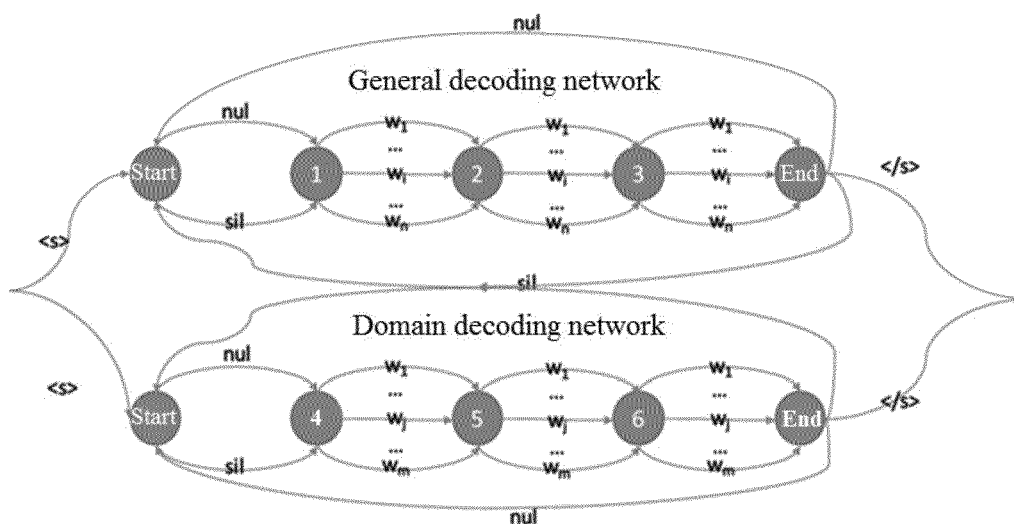 nul
General decoding network
nul w₁ w₁ w₁
... ... ...
Start 1 wᵢ 2 wᵢ 3 wᵢ End </s>
... ... ...
sil wₙ wₙ wₙ
<s>
sil
Domain decoding network
nul w₁ w₁ w₁
<s> ... ... ... </s>
Start 4 wⱼ 5 wⱼ 6 wⱼ End
... ... ...
sil wₘ wₘ wₘ
nul